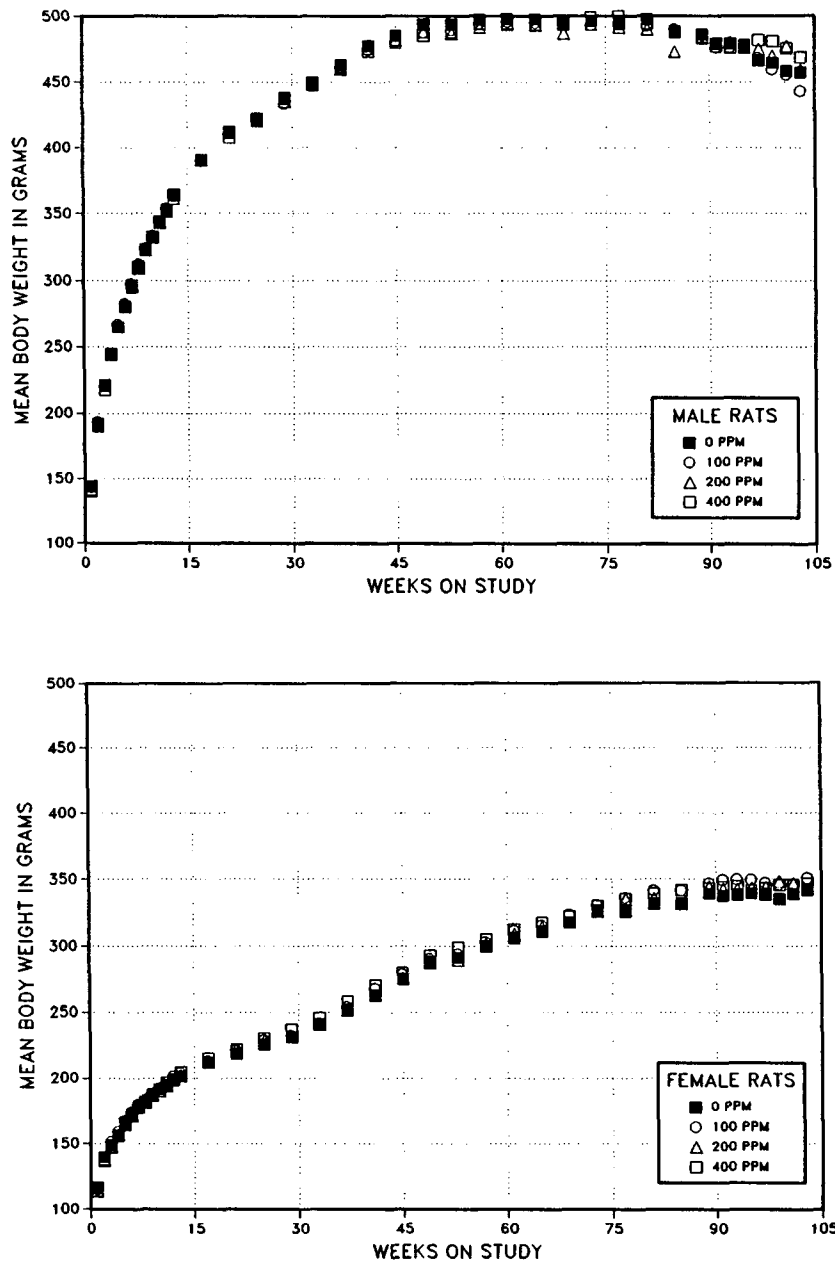 500
450
400
350
300
250
200
150
100
MEAN BODY WEIGHT IN GRAMS
MALE RATS
0 PPM
100 PPM
200 PPM
400 PPM
0 15 30 45 60 75 90 105
WEEKS ON STUDY
500
450
400
350
300
250
200
150
100
MEAN BODY WEIGHT IN GRAMS
FEMALE RATS
0 PPM
100 PPM
200 PPM
400 PPM
0 15 30 45 60 75 90 105
WEEKS ON STUDY